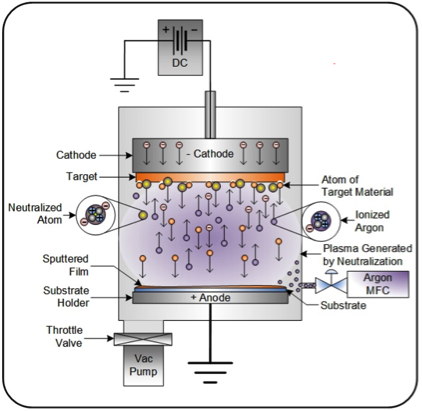 + -
DC
Cathode
- Cathode
Target
Atom of
Target Material
Neutralized
Atom
Ionized
Argon
Plasma Generated
by Neutralization
Sputtered
Film
Argon
MFC
Substrate
Holder
+ Anode
Substrate
Throttle
Valve
Vac
Pump